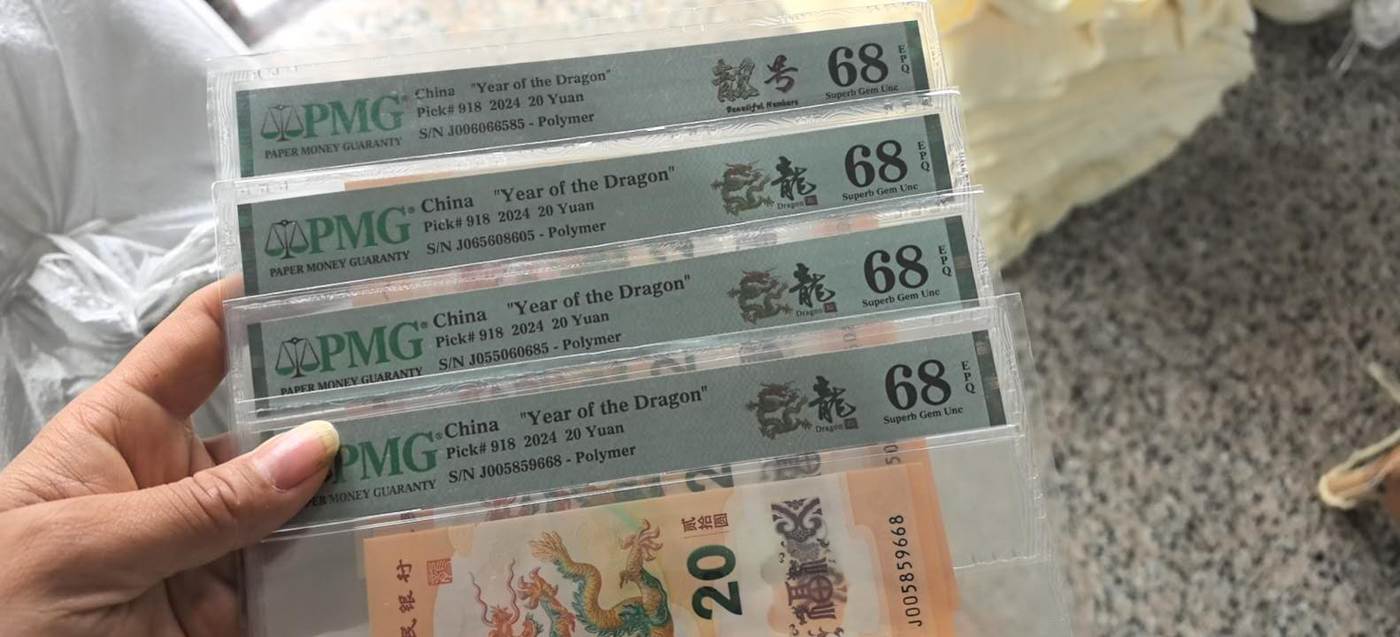 PMG
PAPER MONEY GUARANTY
China "Year of the Dragon"
Pick# 918 2024 20 Yuan
S/N J006066585 - Polymer
靓号
Beautiful Numbers
68
EPQ
Superb Gem Unc
PMG
PAPER MONEY GUARANTY
China "Year of the Dragon"
Pick# 918 2024 20 Yuan
S/N J065608605 - Polymer
龍
Dragon
68
EPQ
Superb Gem Unc
PMG
PAPER MONEY GUARANTY
China "Year of the Dragon"
Pick# 918 2024 20 Yuan
S/N J055060685 - Polymer
龍
Dragon
68
EPQ
Superb Gem Unc
PMG
MONEY GUARANTY
China "Year of the Dragon"
Pick# 918 2024 20 Yuan
S/N J005859668 - Polymer
龍
Dragon
68
EPQ
Superb Gem Unc
民银行
20
贰拾圆
J005859668